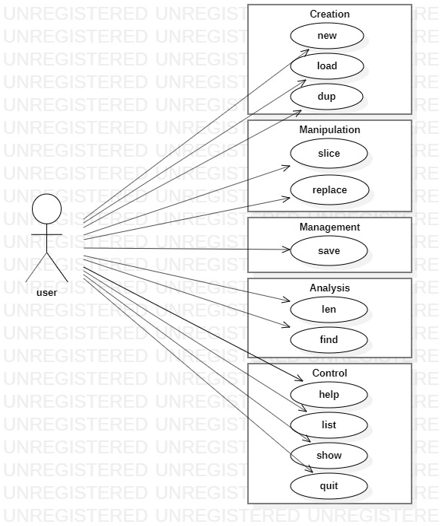 Creation
new
load
dup
Manipulation
slice
replace
Management
save
user
Analysis
len
find
Control
help
list
show
quit
UNREGISTERED UNREGISTERED UNREGISTERED